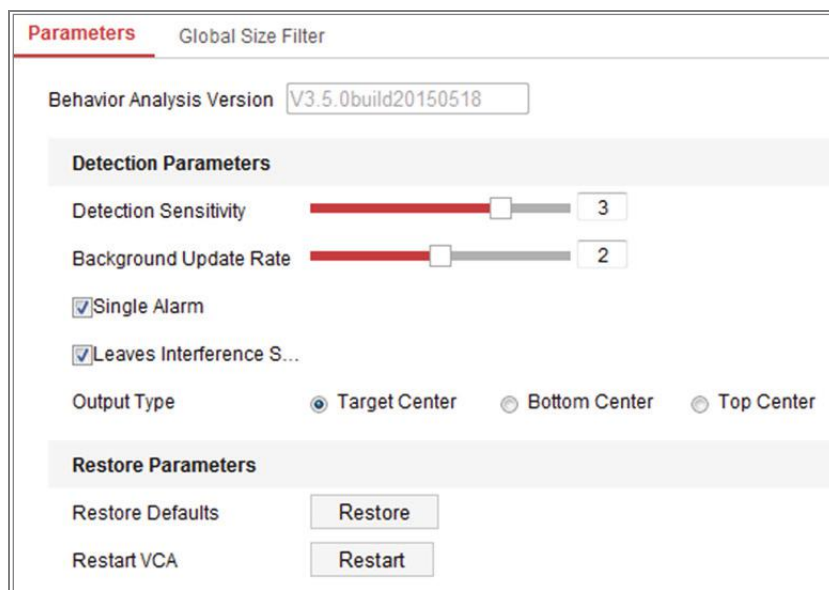 Parameters Global Size Filter
Behavior Analysis Version V3.5.0build20150518
Detection Parameters
Detection Sensitivity 3
Background Update Rate 2
Single Alarm
Leaves Interference S...
Output Type Target Center Bottom Center Top Center
Restore Parameters
Restore Defaults Restore
Restart VCA Restart